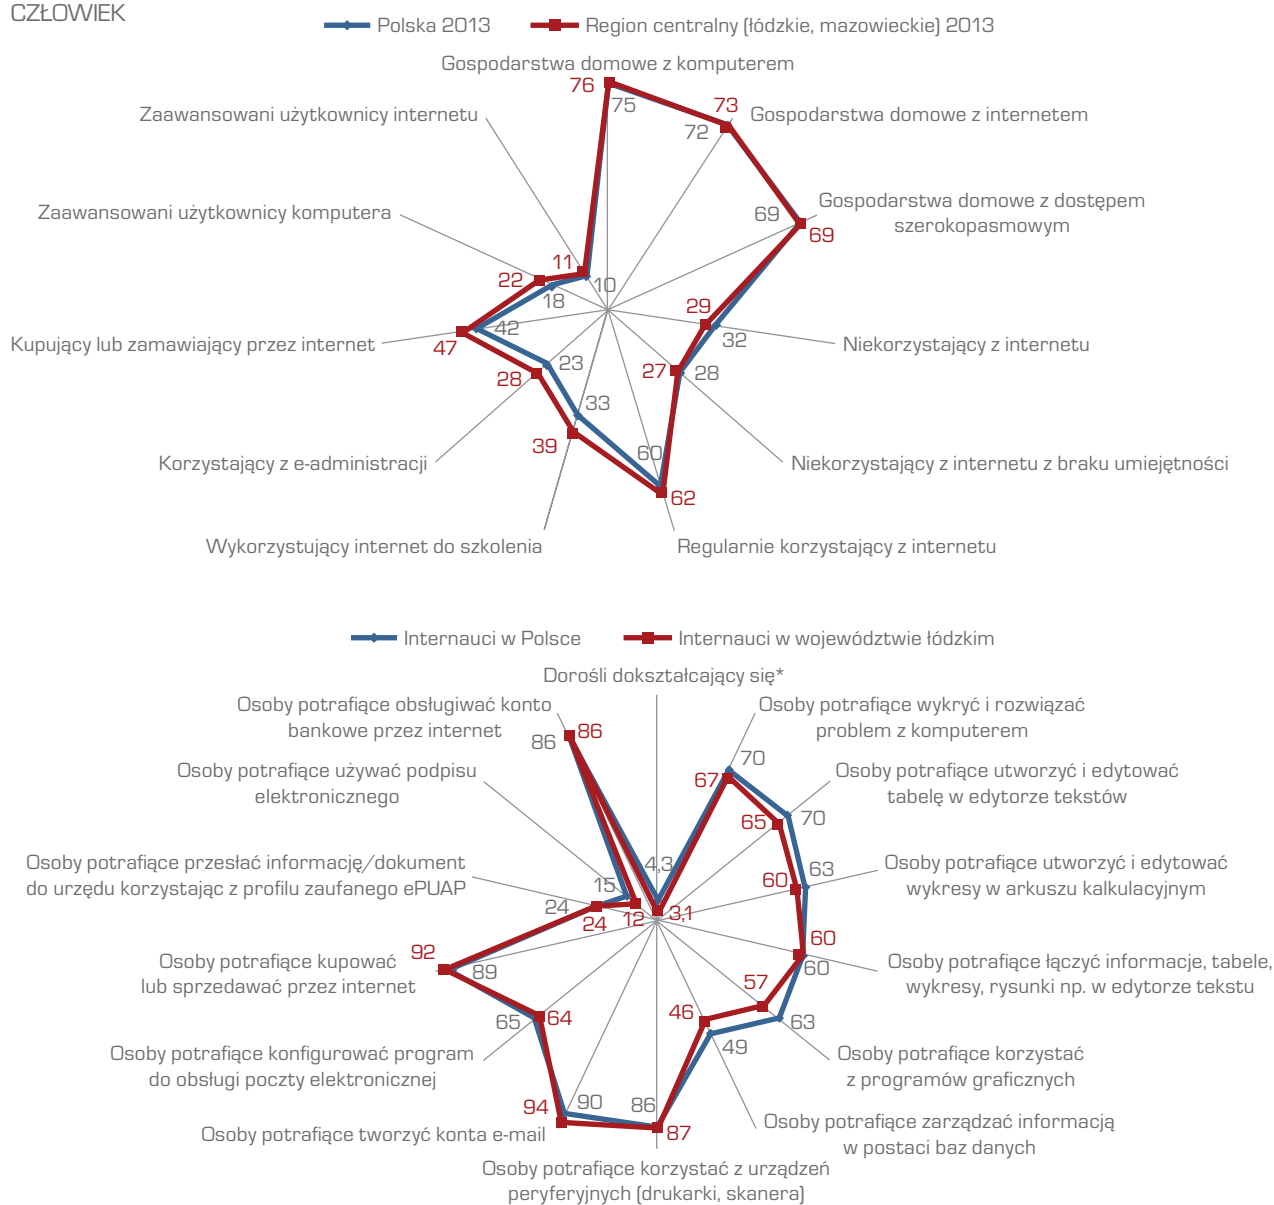 CZŁOWIEK
Polska 2013
Region centralny (łódzkie, mazowieckie) 2013
Gospodarstwa domowe z komputerem
76
75
Zaawansowani użytkownicy internetu
73
72
Gospodarstwa domowe z internetem
Zaawansowani użytkownicy komputera
69
69
Gospodarstwa domowe z dostępem
szerokopasmowym
11
10
22
18
29
32
Kupujący lub zamawiający przez internet
47
42
Niekorzystający z internetu
28
23
27
28
33
39
Korzystający z e-administracji
60
62
Niekorzystający z internetu z braku umiejętności
Wykorzystujący internet do szkolenia
Regularnie korzystający z internetu
Internauci w Polsce
Internauci w województwie łódzkim
Dorośli dokształcający się*
Osoby potrafiące obsługiwać konto
bankowe przez internet
86
86
Osoby potrafiące wykryć i rozwiązać
problem z komputerem
70
67
Osoby potrafiące używać podpisu
elektronicznego
Osoby potrafiące utworzyć i edytować
tabelę w edytorze tekstów
65
70
Osoby potrafiące przesłać informację/dokument
do urzędu korzystając z profilu zaufanego ePUAP
15
12
24
24
4,3
3,1
60
63
Osoby potrafiące utworzyć i edytować
wykresy w arkuszu kalkulacyjnym
92
89
Osoby potrafiące kupować
lub sprzedawać przez internet
60
60
Osoby potrafiące łączyć informacje, tabele,
wykresy, rysunki np. w edytorze tekstu
65
64
57
63
46
49
Osoby potrafiące konfigurować program
do obsługi poczty elektronicznej
Osoby potrafiące korzystać
z programów graficznych
94
90
86
87
Osoby potrafiące tworzyć konta e-mail
Osoby potrafiące zarządzać informacją
w postaci baz danych
Osoby potrafiące korzystać z urządzeń
peryferyjnych (drukarki, skanera)